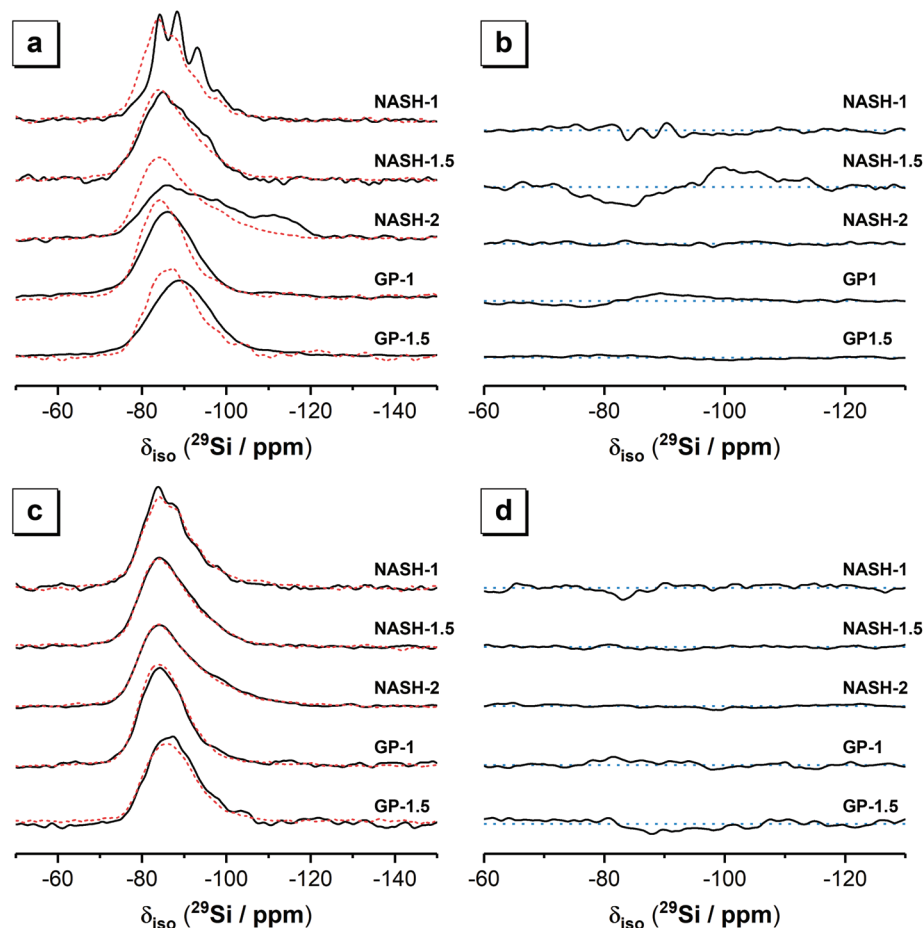 a
NASH-1
NASH-1.5
NASH-2
GP-1
GP-1.5
-60 -80 -100 -120 -140
δiso (29Si / ppm)
b
NASH-1
NASH-1.5
NASH-2
GP1
GP1.5
-60 -80 -100 -120
δiso (29Si / ppm)
c
NASH-1
NASH-1.5
NASH-2
GP-1
GP-1.5
-60 -80 -100 -120 -140
δiso (29Si / ppm)
d
NASH-1
NASH-1.5
NASH-2
GP-1
GP-1.5
-60 -80 -100 -120
δiso (29Si / ppm)